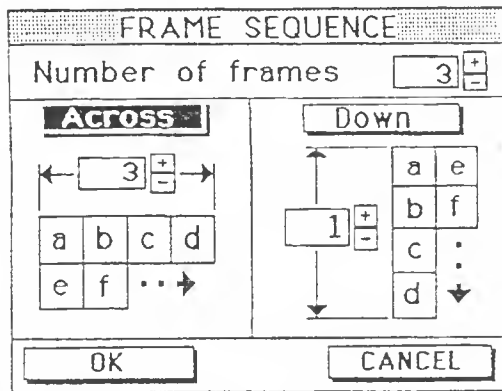 FRAME SEQUENCE
Number of frames 3 + -
Across
3 + -
a b c d
e f
Down
1 + -
a e
b f
c
d
OK CANCEL